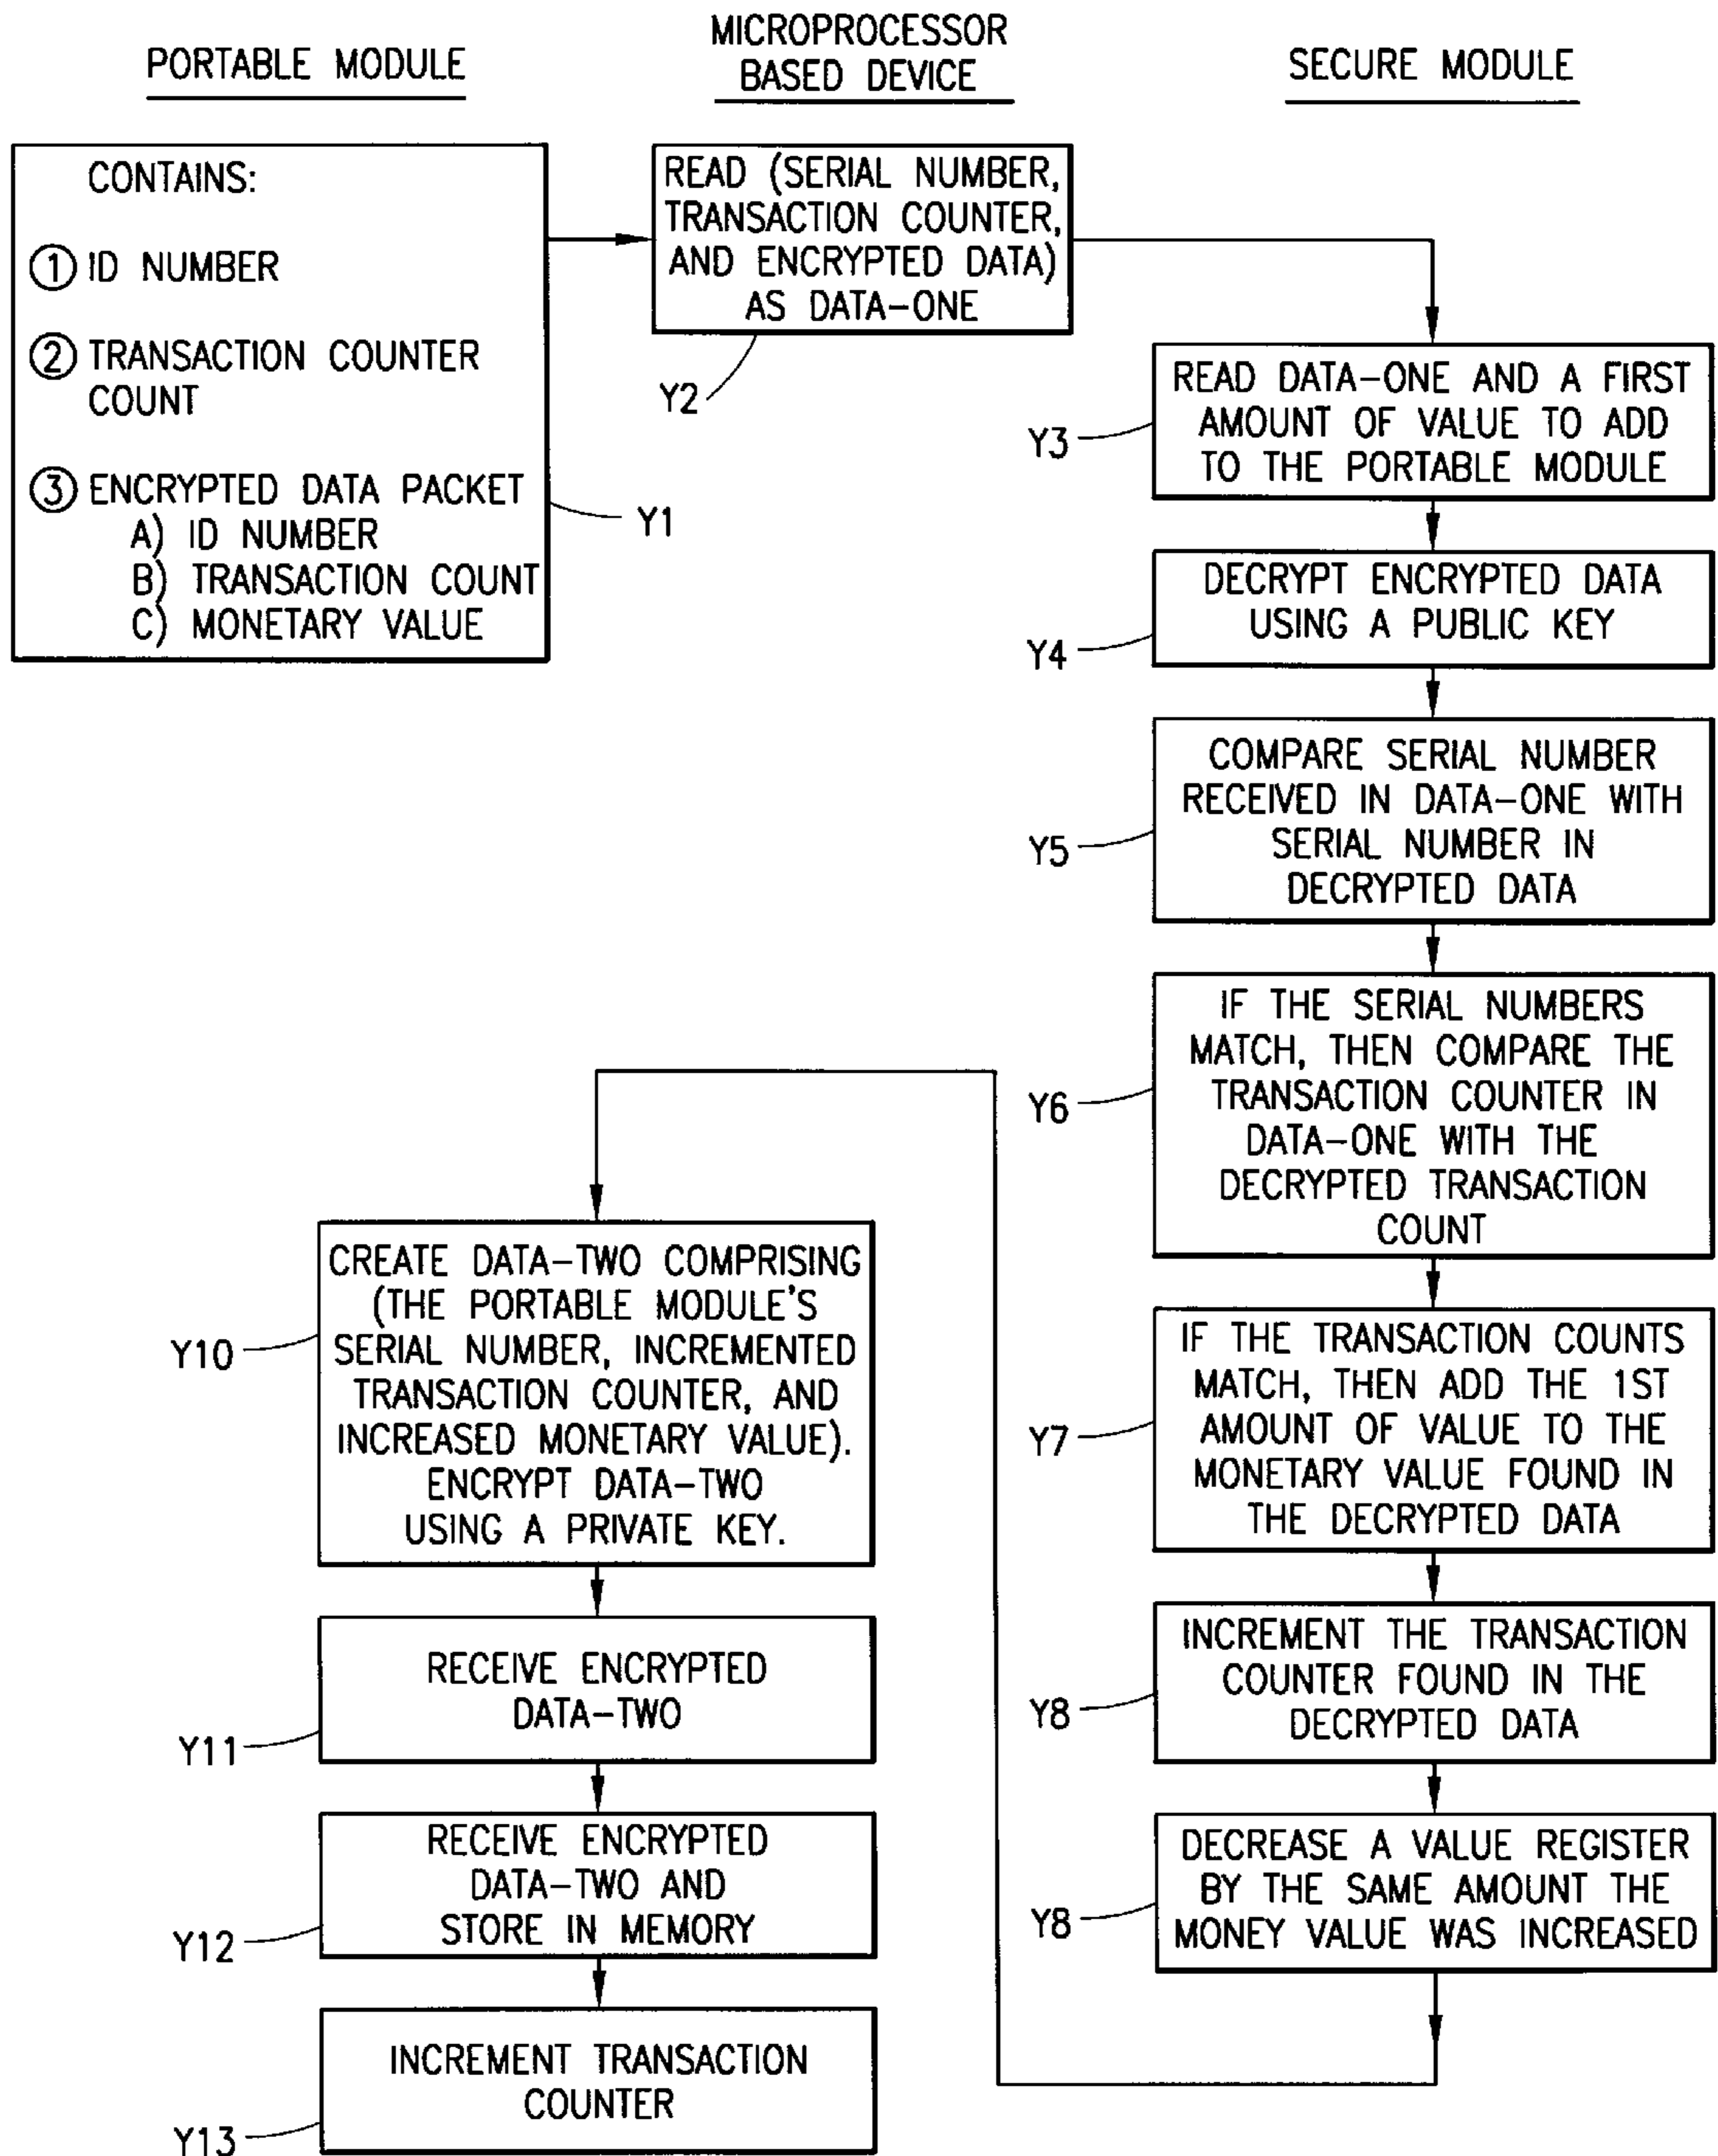 PORTABLE MODULE
MICROPROCESSOR
BASED DEVICE
SECURE MODULE
CONTAINS:
① ID NUMBER
② TRANSACTION COUNTER
COUNT
③ ENCRYPTED DATA PACKET
A) ID NUMBER
B) TRANSACTION COUNT
C) MONETARY VALUE
Y1
READ (SERIAL NUMBER,
TRANSACTION COUNTER,
AND ENCRYPTED DATA)
AS DATA-ONE
Y2
READ DATA-ONE AND A FIRST
AMOUNT OF VALUE TO ADD
TO THE PORTABLE MODULE
Y3
DECRYPT ENCRYPTED DATA
USING A PUBLIC KEY
Y4
COMPARE SERIAL NUMBER
RECEIVED IN DATA-ONE WITH
SERIAL NUMBER IN
DECRYPTED DATA
Y5
IF THE SERIAL NUMBERS
MATCH, THEN COMPARE THE
TRANSACTION COUNTER IN
DATA-ONE WITH THE
DECRYPTED TRANSACTION
COUNT
Y6
IF THE TRANSACTION COUNTS
MATCH, THEN ADD THE 1ST
AMOUNT OF VALUE TO THE
MONETARY VALUE FOUND IN
THE DECRYPTED DATA
Y7
INCREMENT THE TRANSACTION
COUNTER FOUND IN THE
DECRYPTED DATA
Y8
DECREASE A VALUE REGISTER
BY THE SAME AMOUNT THE
MONEY VALUE WAS INCREASED
Y8
CREATE DATA-TWO COMPRISING
(THE PORTABLE MODULE'S
SERIAL NUMBER, INCREMENTED
TRANSACTION COUNTER, AND
INCREASED MONETARY VALUE).
ENCRYPT DATA-TWO
USING A PRIVATE KEY.
Y10
RECEIVE ENCRYPTED
DATA-TWO
Y11
RECEIVE ENCRYPTED
DATA-TWO AND
STORE IN MEMORY
Y12
INCREMENT TRANSACTION
COUNTER
Y13